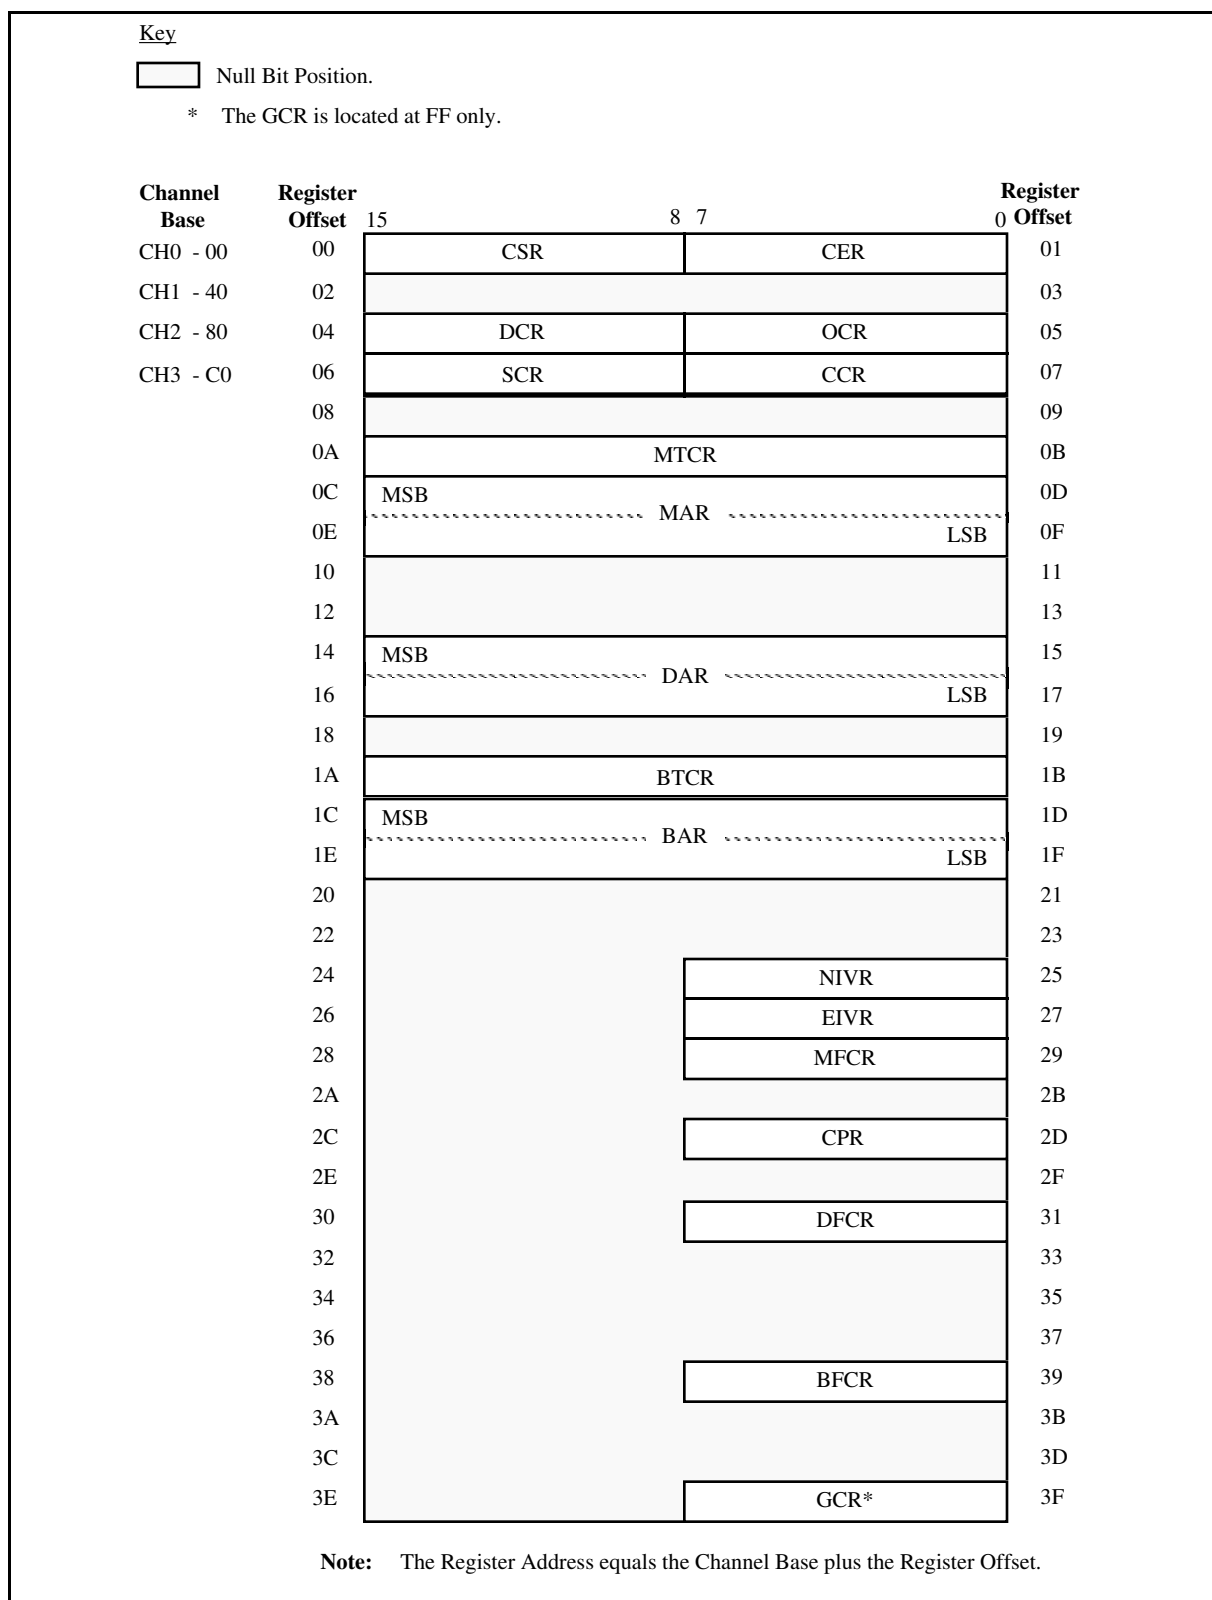 Key
Null Bit Position.
* The GCR is located at FF only.
Channel Register Register
Base Offset 15 8 7 0 Offset
CH0 - 00 00 CSR CER 01
CH1 - 40 02 03
CH2 - 80 04 DCR OCR 05
CH3 - C0 06 SCR CCR 07
08 09
0A MTCR 0B
0C MSB 0D
MAR
0E LSB 0F
10 11
12 13
14 MSB 15
DAR
16 LSB 17
18 19
1A BTCR 1B
1C MSB 1D
BAR
1E LSB 1F
20 21
22 23
24 NIVR 25
26 EIVR 27
28 MFCR 29
2A 2B
2C CPR 2D
2E 2F
30 DFCR 31
32 33
34 35
36 37
38 BFCR 39
3A 3B
3C 3D
3E GCR* 3F
Note: The Register Address equals the Channel Base plus the Register Offset.